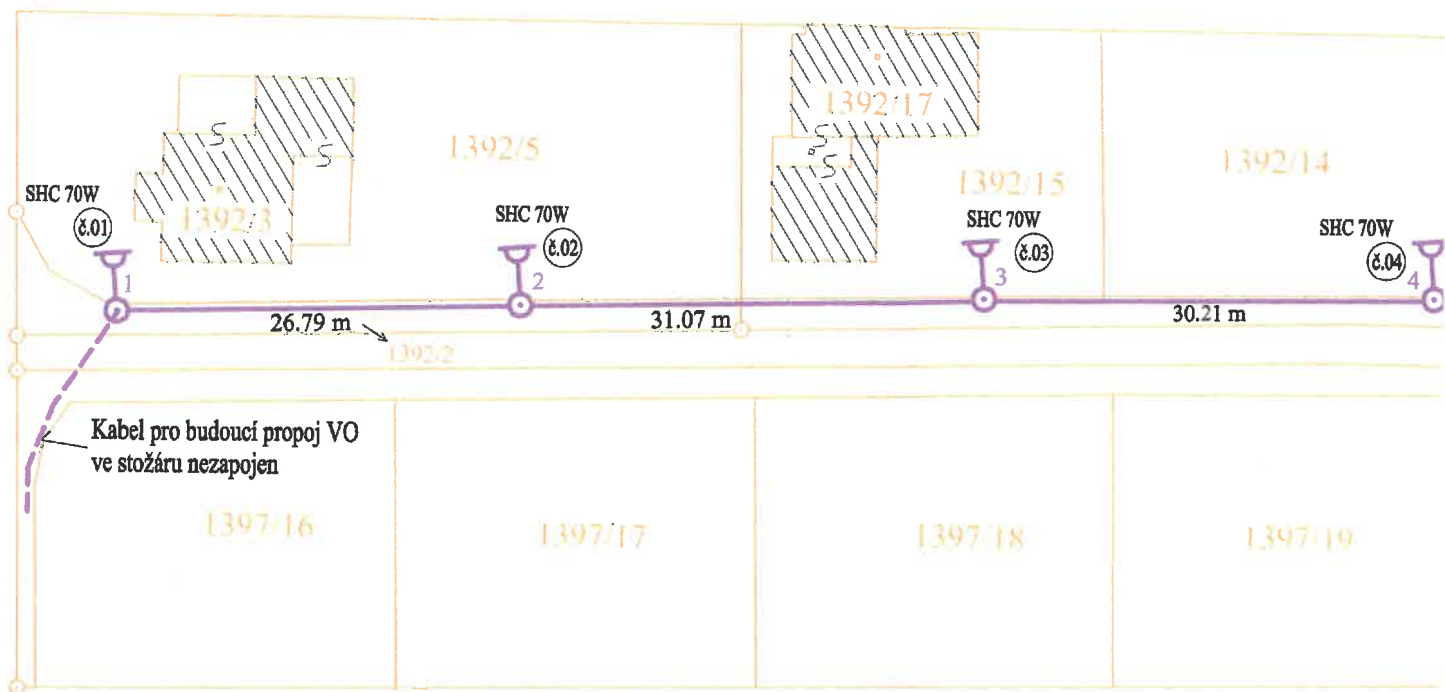 1392/17
1392/5
1392/14
1392/15
SHC 70W
č.01
1392/3
SHC 70W
č.02
SHC 70W
č.03
SHC 70W
č.04
1
2
3
4
26.79 m
31.07 m
30.21 m
1392/2
Kabel pro budoucí propoj VO
ve stožáru nezapojen
1397/16
1397/17
1397/18
1397/19